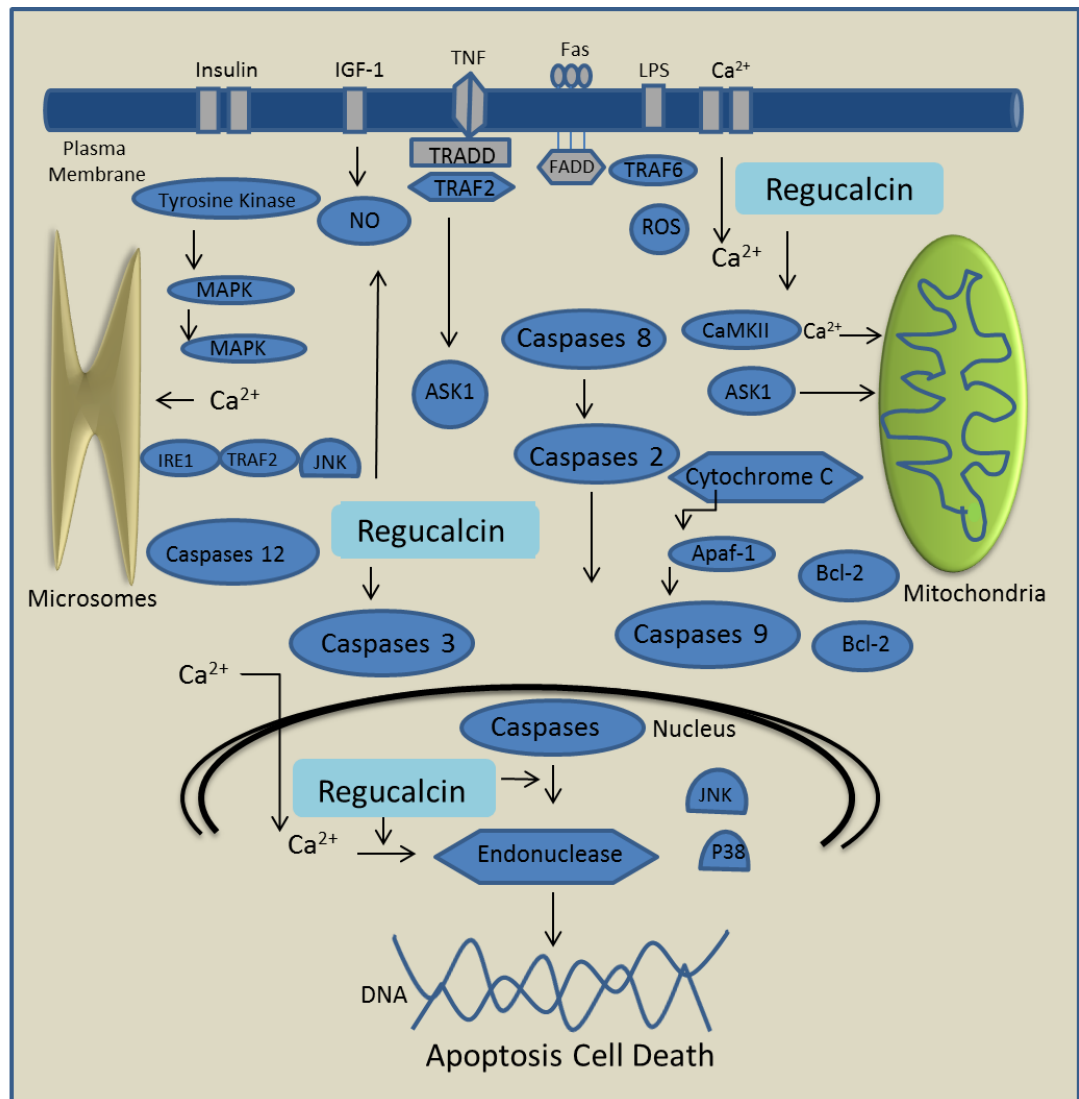 Insulin
IGF-1
TNF
Fas
LPS
Ca²⁺
Plasma
Membrane
TRADD
FADD
TRAF6
TRAF2
Tyrosine Kinase
NO
ROS
Regucalcin
Ca²⁺
MAPK
MAPK
Caspases 8
CaMKII
Ca²⁺
ASK1
ASK1
Ca²⁺
IRE1
TRAF2
JNK
Caspases 2
Cytochrome C
Regucalcin
Caspases 12
Apaf-1
Bcl-2
Microsomes
Mitochondria
Caspases 3
Caspases 9
Bcl-2
Ca²⁺
Caspases
Nucleus
Regucalcin
JNK
Ca²⁺
Endonuclease
P38
DNA
Apoptosis Cell Death